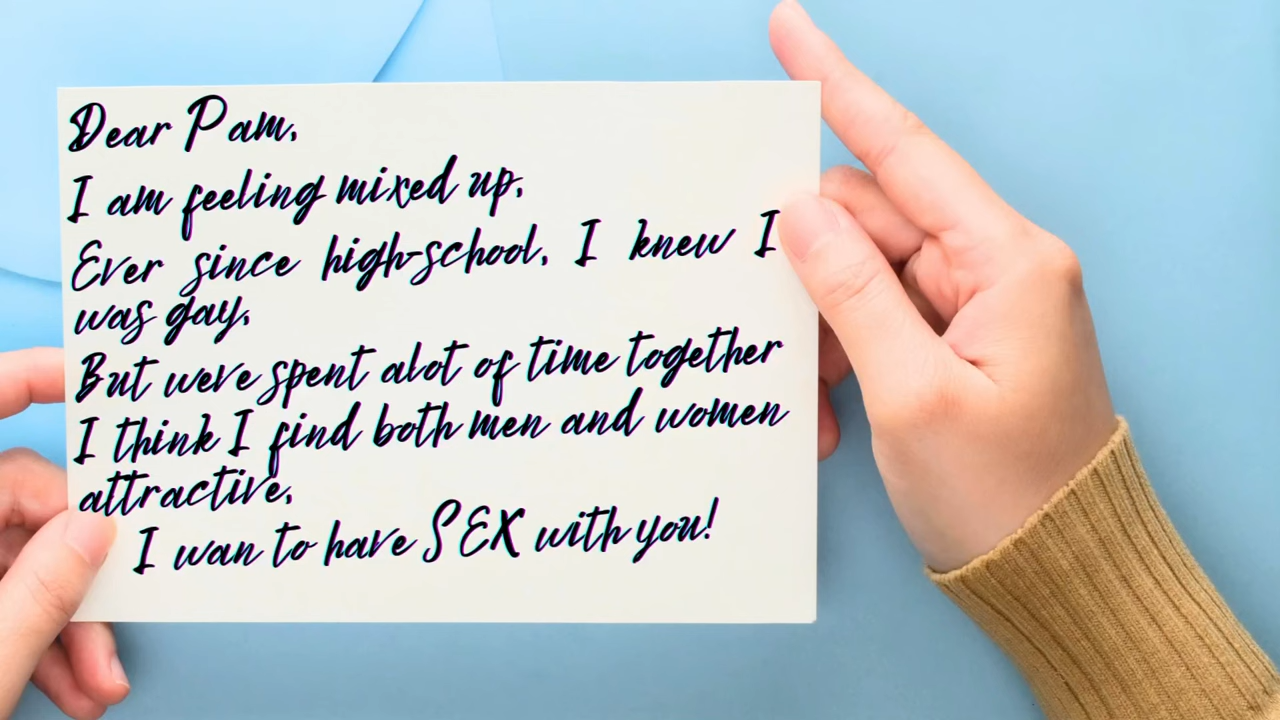 Dear Pam,
I am feeling mixed up,
Ever since high-school, I knew I
was gay,
But weve spent alot of time together
I think I find both men and women
attractive,
I wan to have SEX with you!